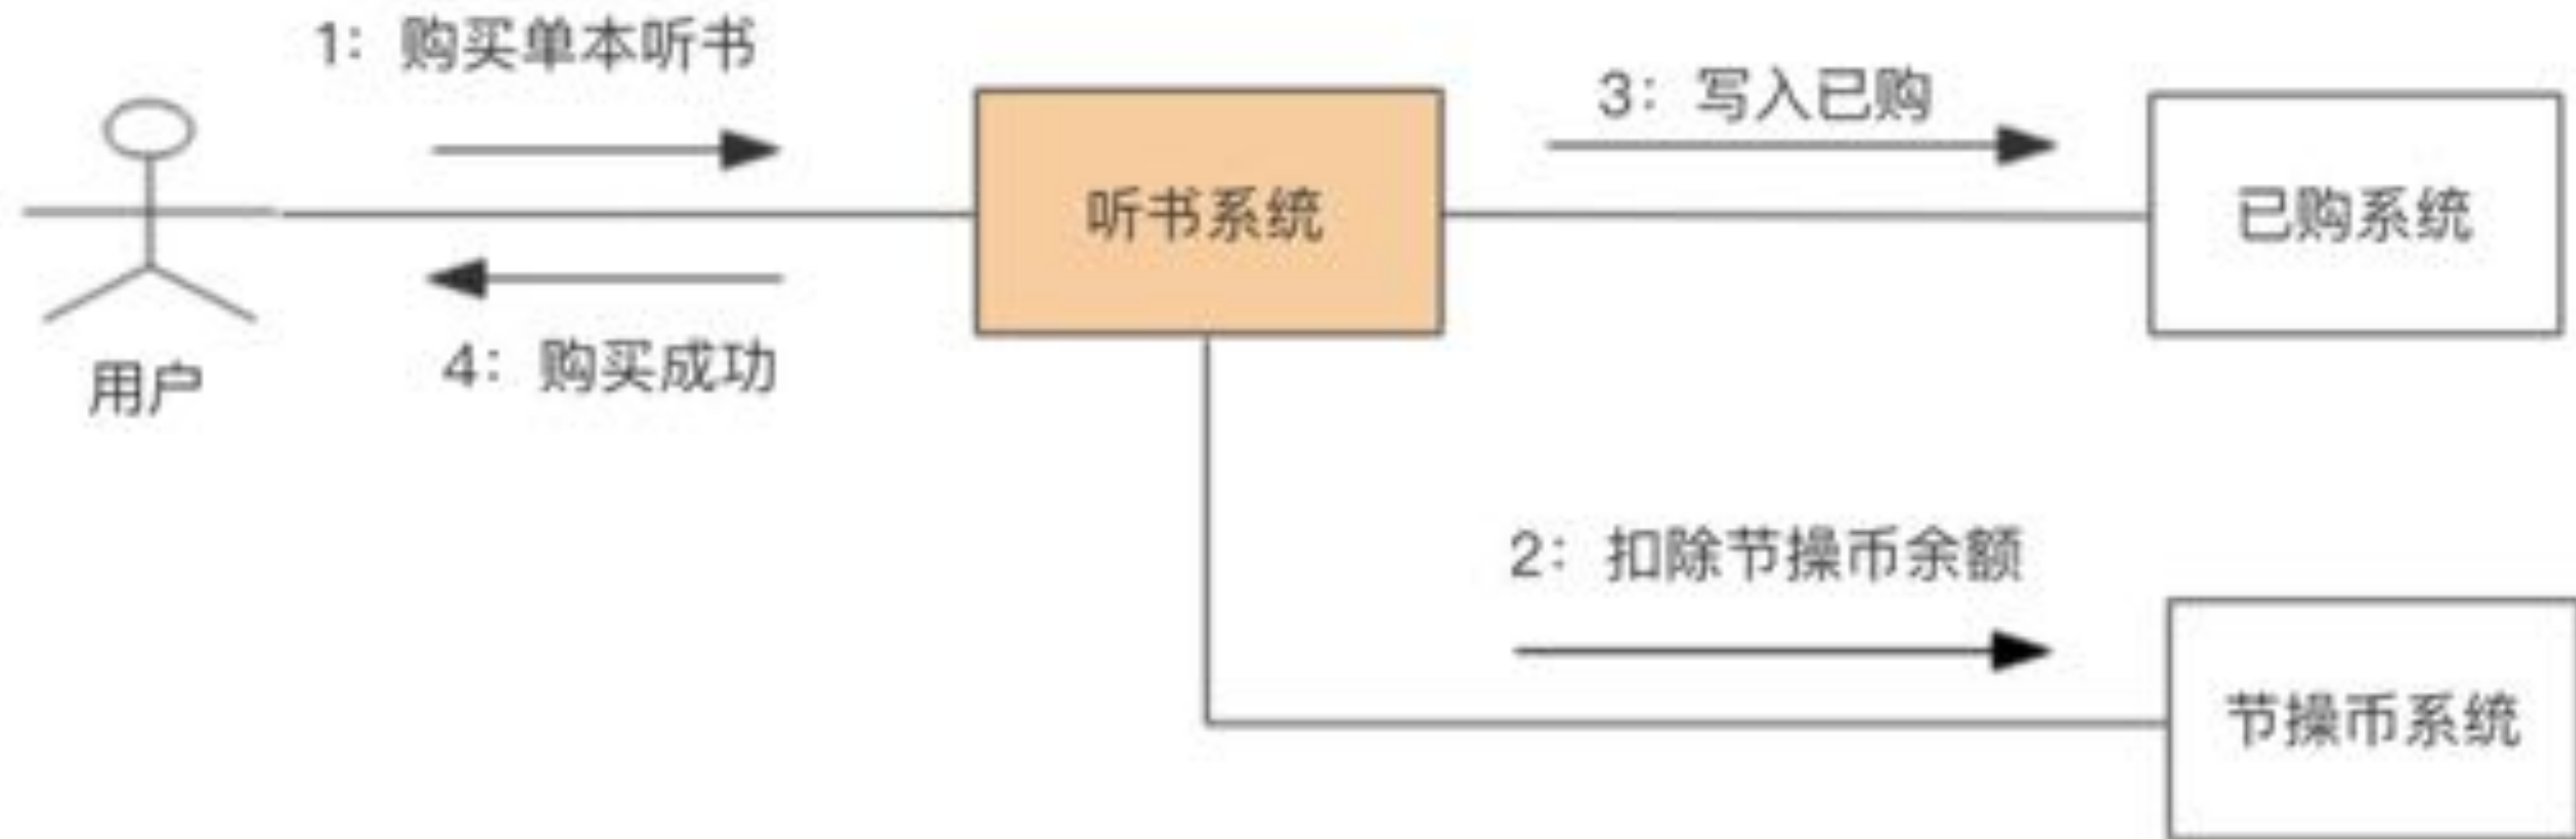 1：购买单本听书
3：写入已购
听书系统
已购系统
4：购买成功
用户
2：扣除节操币余额
节操币系统